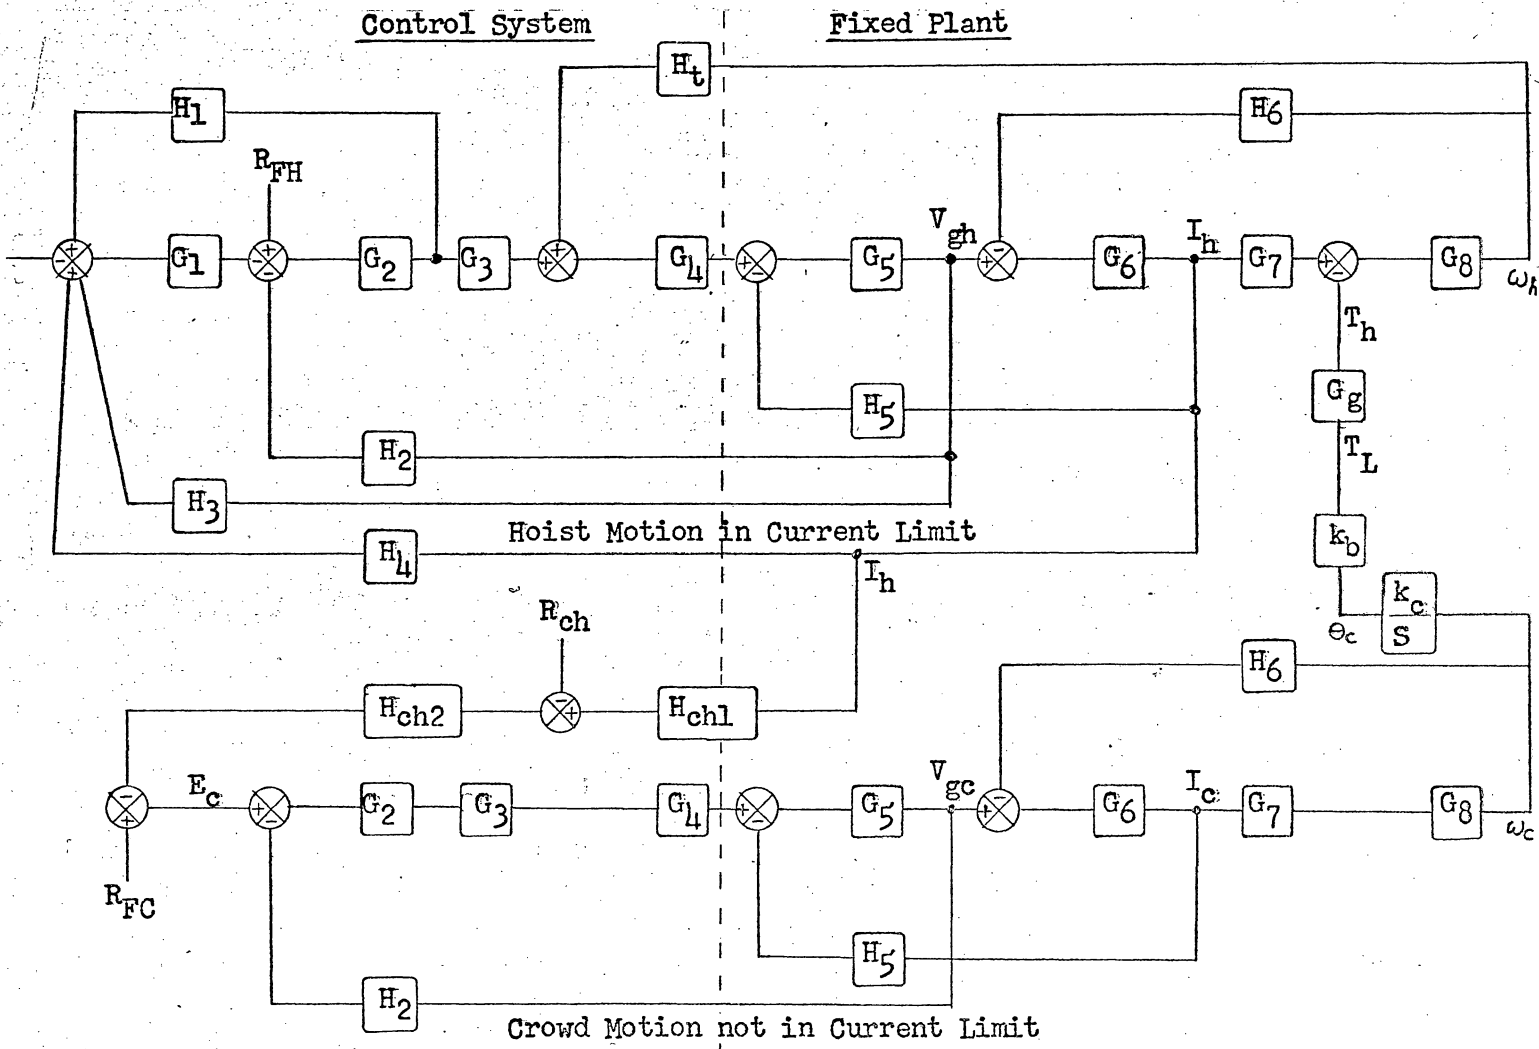 Control System Fixed Plant
Ht
H1 H6
RFH
Vgh Ih
+ - + + - + + -
G1 G2 G3 + + G4 + - G5 + - G6 G7 + - G8
ωh
Th
Gg
H5
TL
H2
H3
Hoist Motion in Current Limit
kb
H4
Ih
Rch
kc
θc S
H6
Hch2 - + Hch1
Ec Vgc Ic
- + + - G2 G3 G4 + - G5 + - G6 G7 G8
ωc
RFC
H5
H2
Crowd Motion not in Current Limit